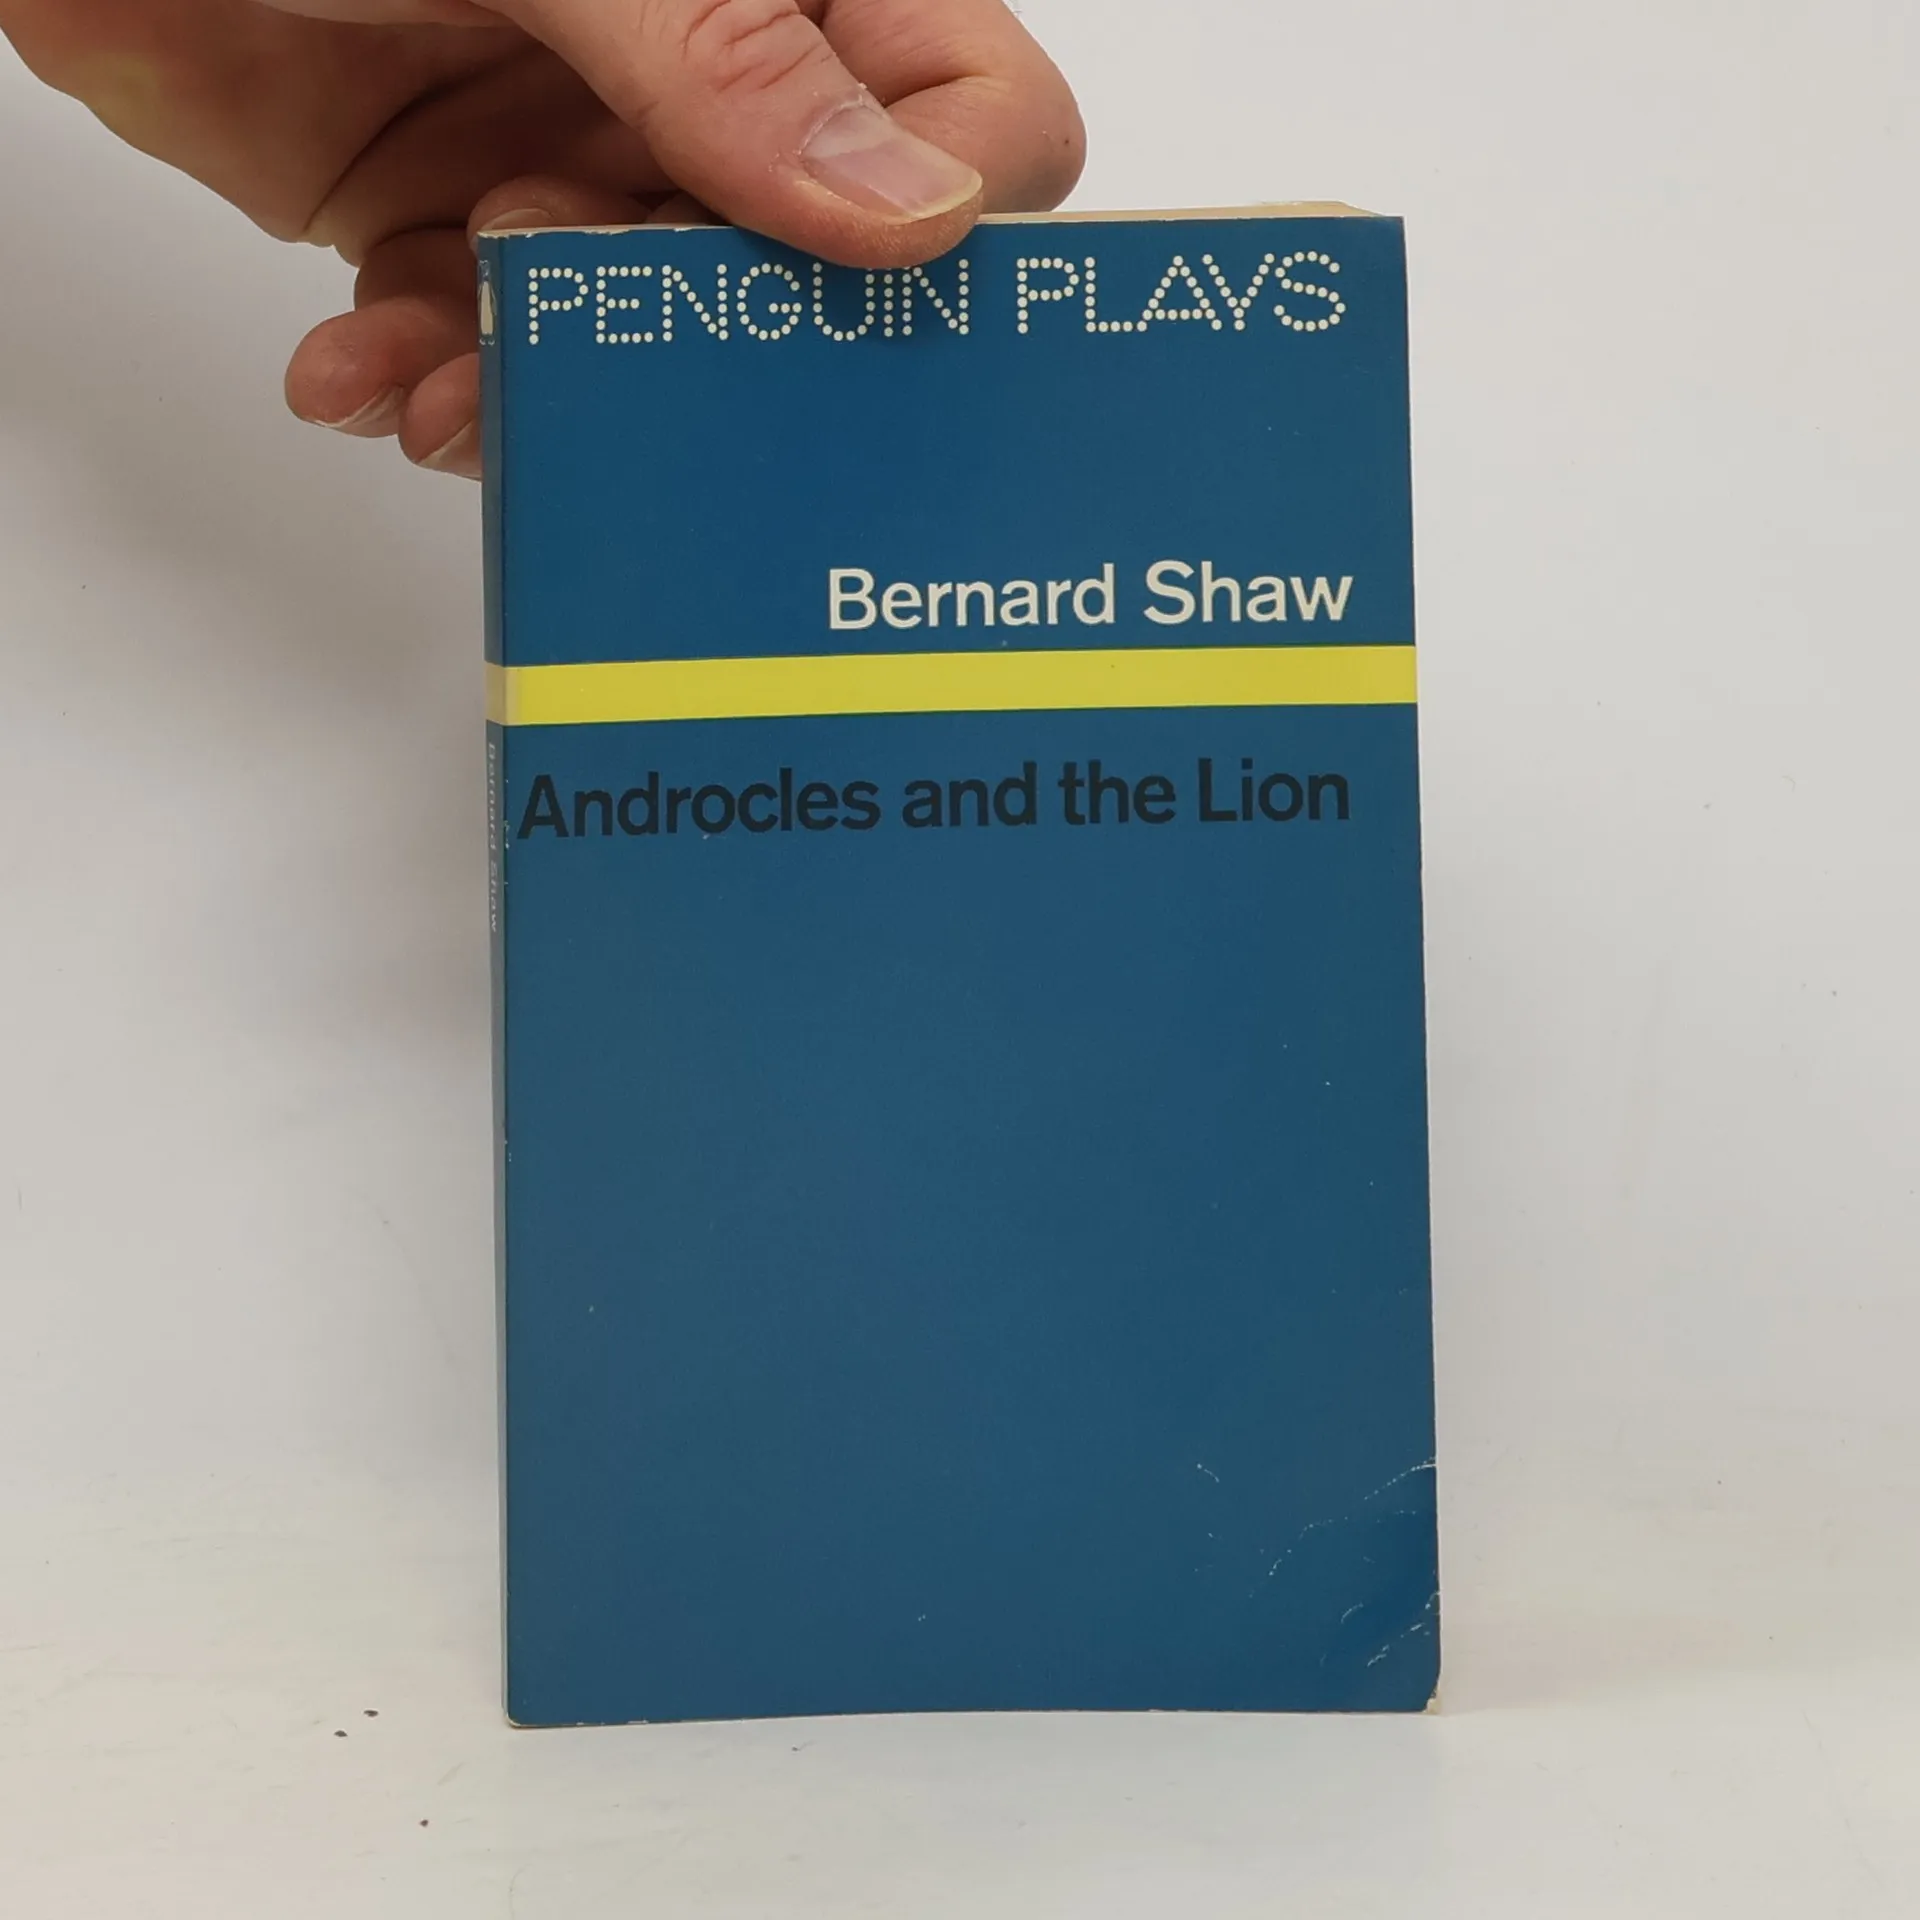 PENGUIN PLAYS
Bernard Shaw
Androcles and the Lion
Bernard Shaw